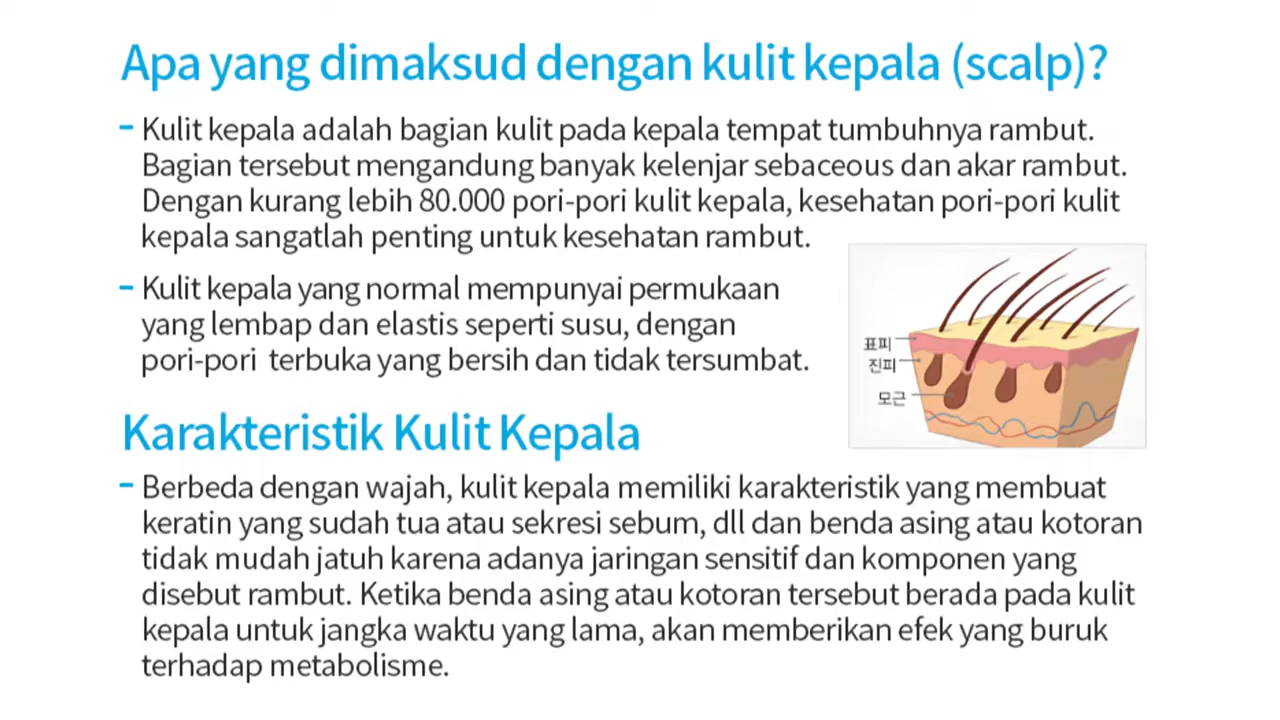 Apa yang dimaksud dengan kulit kepala (scalp)?
- Kulit kepala adalah bagian kulit pada kepala tempat tumbuhnya rambut.
Bagian tersebut mengandung banyak kelenjar sebaceous dan akar rambut.
Dengan kurang lebih 80.000 pori-pori kulit kepala, kesehatan pori-pori kulit
kepala sangatlah penting untuk kesehatan rambut.
- Kulit kepala yang normal mempunyai permukaan
yang lembap dan elastis seperti susu, dengan
pori-pori terbuka yang bersih dan tidak tersumbat.
표피
진피
모근
Karakteristik Kulit Kepala
- Berbeda dengan wajah, kulit kepala memiliki karakteristik yang membuat
keratin yang sudah tua atau sekresi sebum, dll dan benda asing atau kotoran
tidak mudah jatuh karena adanya jaringan sensitif dan komponen yang
disebut rambut. Ketika benda asing atau kotoran tersebut berada pada kulit
kepala untuk jangka waktu yang lama, akan memberikan efek yang buruk
terhadap metabolisme.